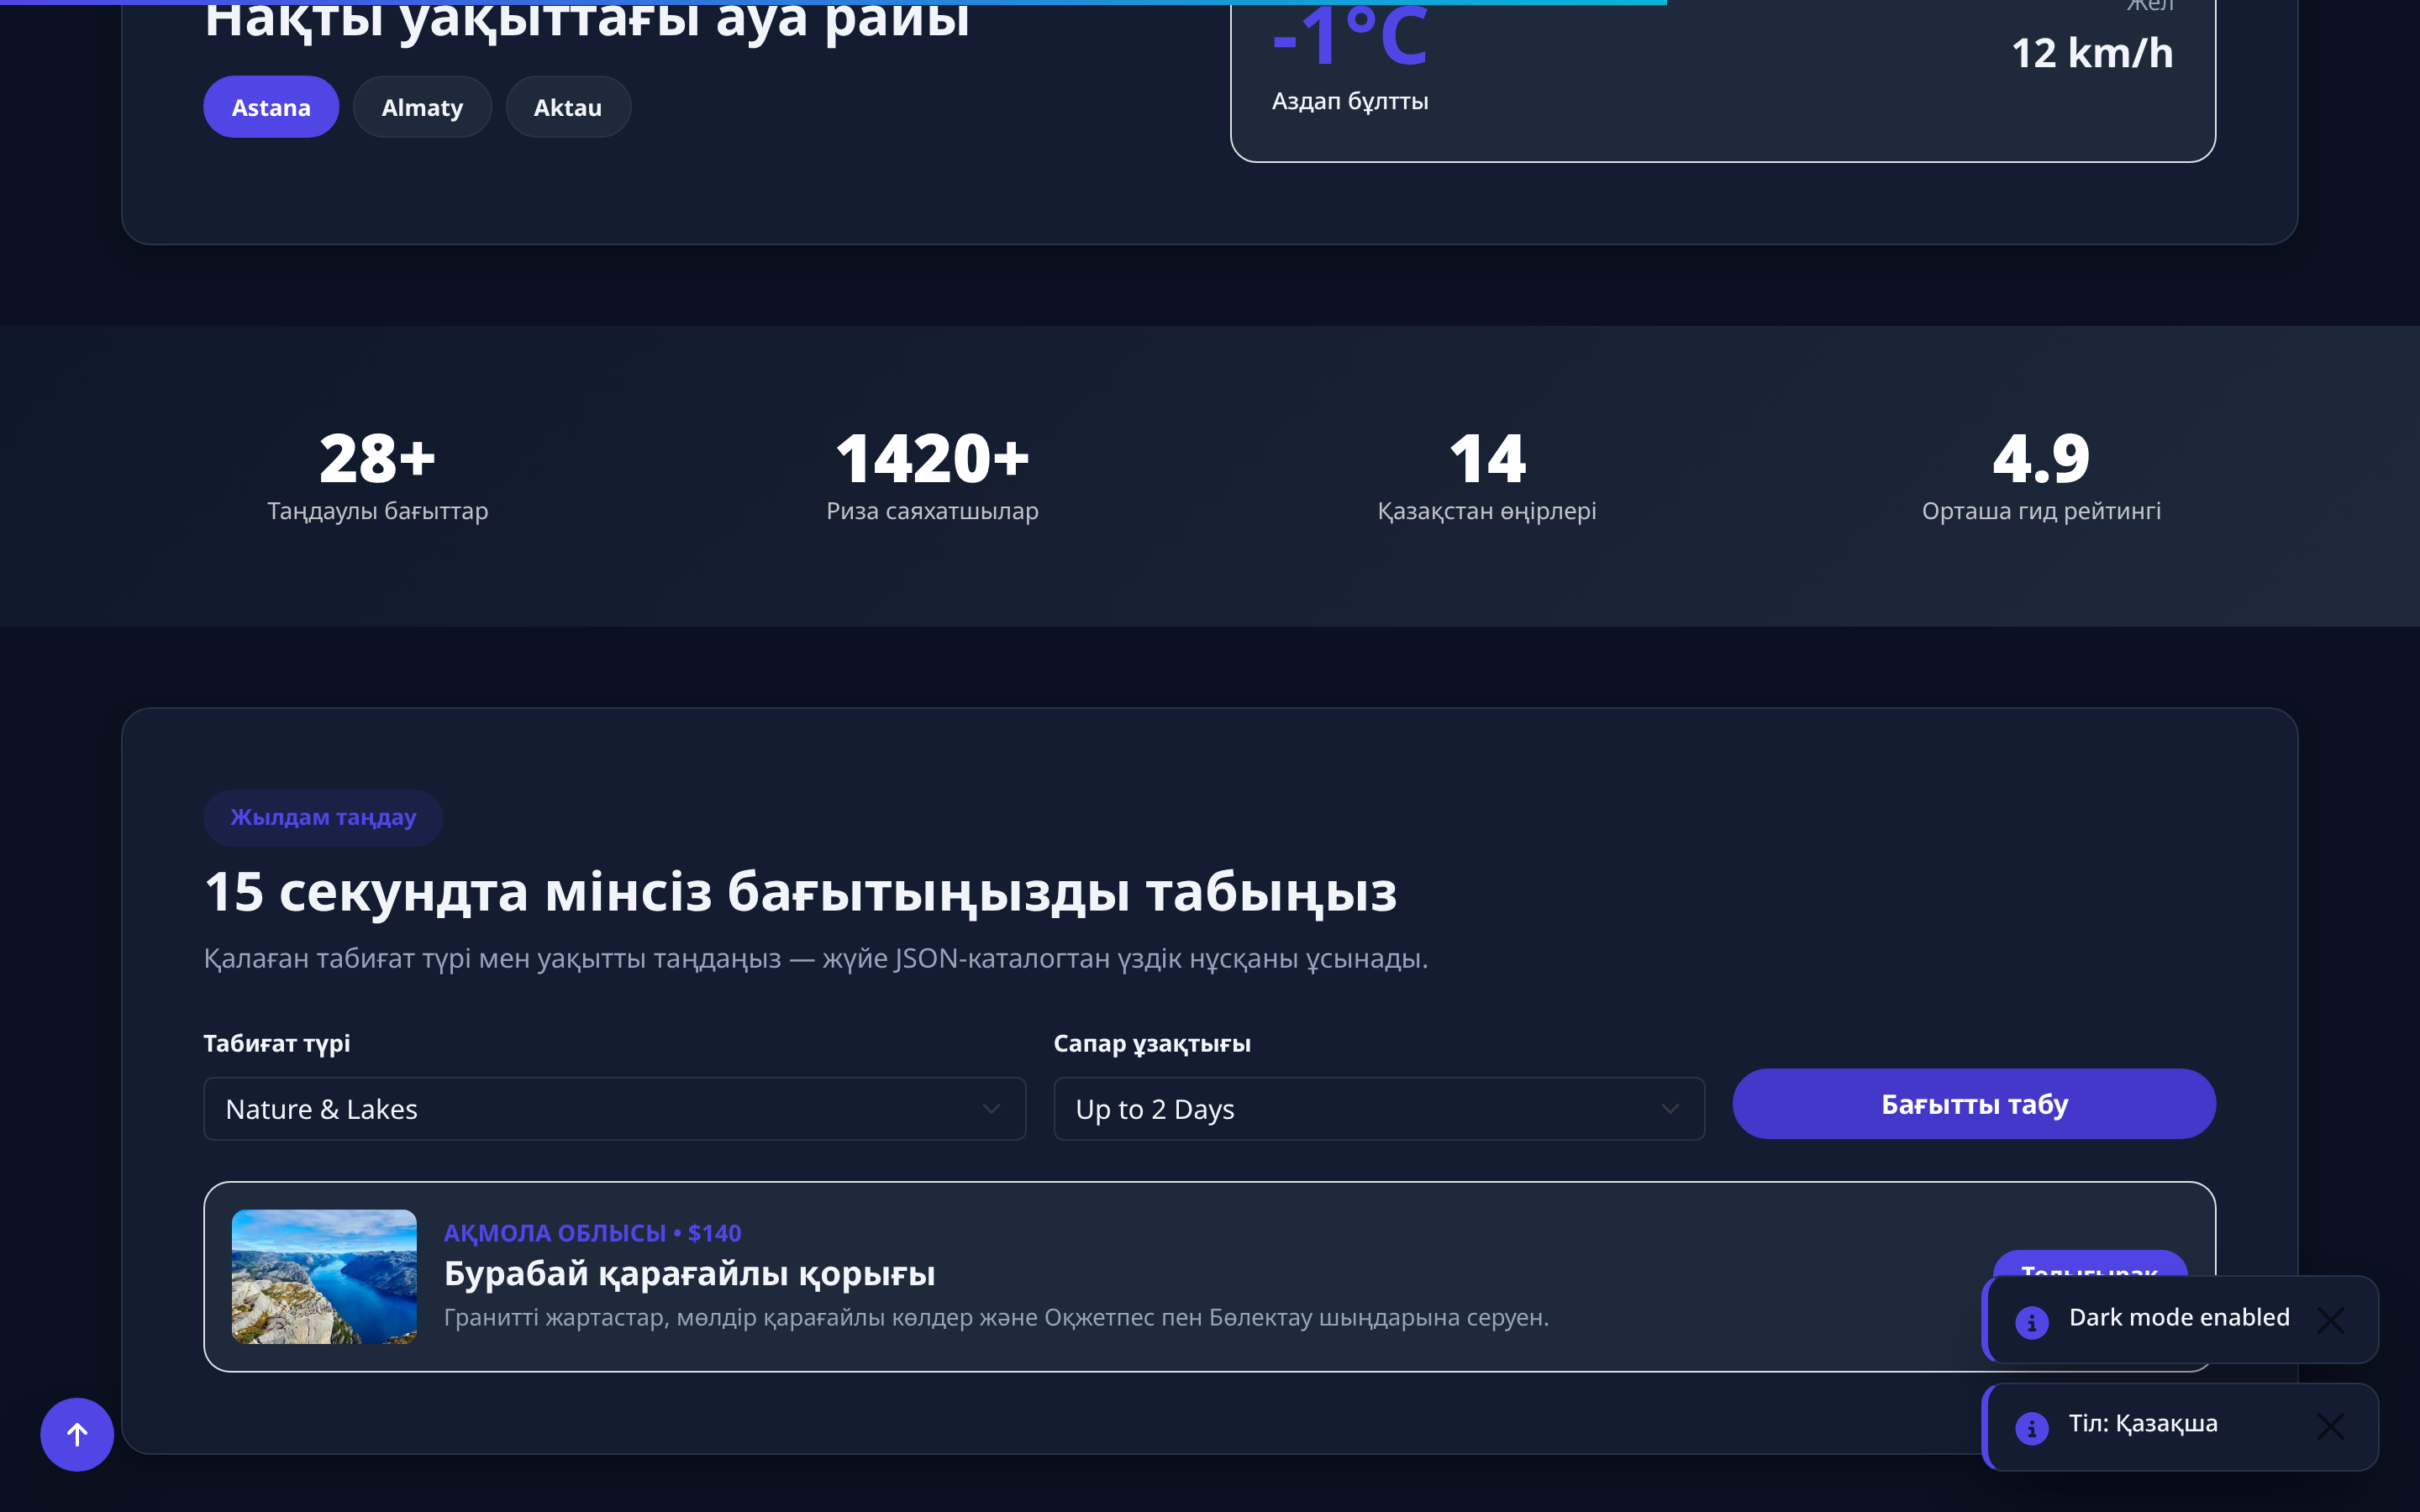 Нақты уақыттағы ауа райы
Astana
Almaty
Aktau
-1°C
Аздап бұлтты
Жел
12 km/h
28+
Таңдаулы бағыттар
1420+
Риза саяхатшылар
14
Қазақстан өңірлері
4.9
Орташа гид рейтингі
Жылдам таңдау
15 секундта мінсіз бағытыңызды табыңыз
Қалаған табиғат түрі мен уақытты таңдаңыз — жүйе JSON-каталогтан үздік нұсқаны ұсынады.
Табиғат түрі
Nature & Lakes
Сапар ұзақтығы
Up to 2 Days
Бағытты табу
АҚМОЛА ОБЛЫСЫ • $140
Бурабай қарағайлы қорығы
Гранитті жартастар, мөлдір қарағайлы көлдер және Оқжетпес пен Бөлектау шыңдарына серуен.
Толығырақ
Dark mode enabled
Тіл: Қазақша